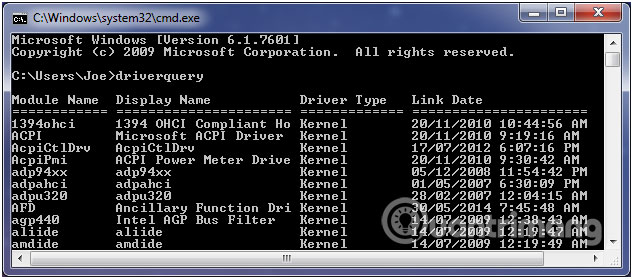 C:\Windows\system32\cmd.exe
Microsoft Windows [Version 6.1.7601]
Copyright (c) 2009 Microsoft Corporation.  All rights reserved.
C:\Users\Joe>driverquery
Module Name  Display Name           Driver Type   Link Date
============ ====================== ============= ======================
1394ohci     1394 OHCI Compliant Ho Kernel        20/11/2010 10:44:56 AM
ACPI         Microsoft ACPI Driver  Kernel        20/11/2010 9:19:16 AM
AcpiCtlDrv   AcpiCtlDrv             Kernel        17/07/2012 6:07:16 PM
AcpiPmi      ACPI Power Meter Drive Kernel        20/11/2010 9:30:42 AM
adp94xx      adp94xx                Kernel        05/12/2008 11:54:42 PM
adpahci      adpahci                Kernel        01/05/2007 6:30:09 PM
adpu320      adpu320                Kernel        28/02/2007 12:04:15 AM
AFD          Ancillary Function Dri Kernel        30/05/2014 7:45:48 AM
agp440       Intel AGP Bus Filter   Kernel        14/07/2009 12:38:43 AM
aliide       aliide                 Kernel        14/07/2009 12:19:47 AM
amdide       amdide                 Kernel        14/07/2009 12:19:49 AM